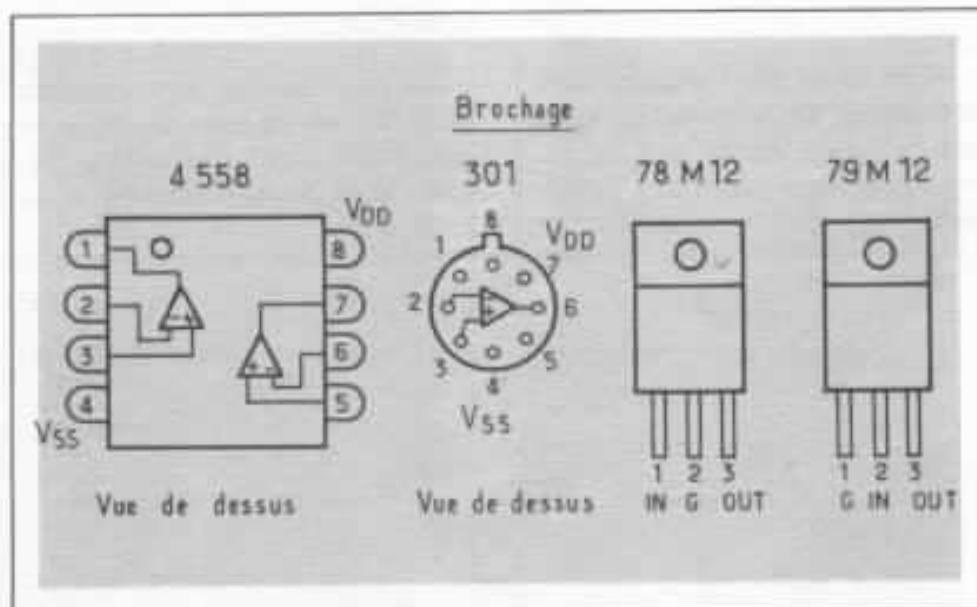 Brochage
4 558
301
78 M 12
79 M 12
VDD
1
2
3
4
8
7
6
5
VSS
- +
+ -
Vue de dessus
8
1
VDD
7
2
6
3
5
4
- +
VSS
Vue de dessus
1 2 3
IN G OUT
1 2 3
G IN OUT